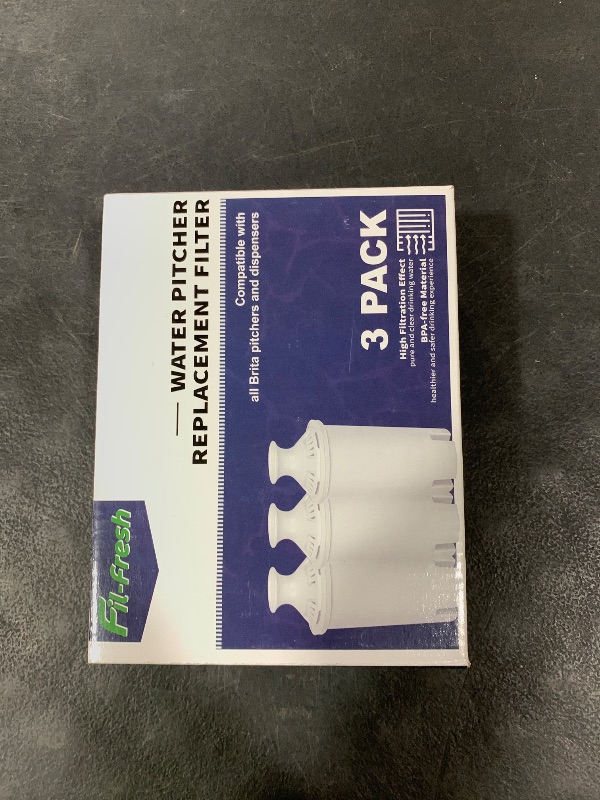 Fil-Fresh
WATER PITCHER
REPLACEMENT FILTER
Compatible with
all Brita pitchers and dispensers
3 PACK
High Filtration Effect
pure and clear drinking water
BPA-free Material
healthier and safer drinking experience